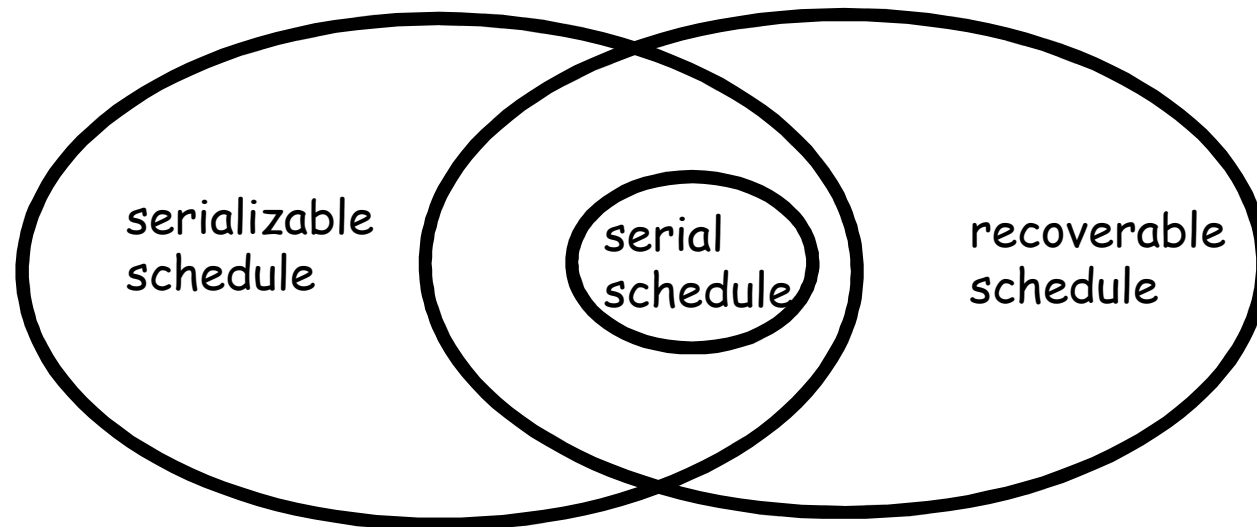 serializable
schedule
serial
schedule
recoverable
schedule